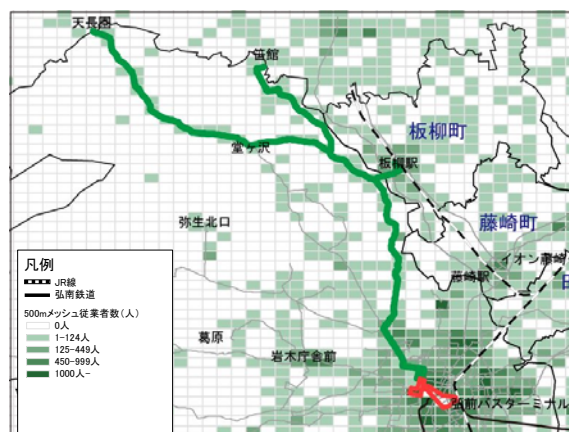 天長園
笹館
板柳町
堂ヶ沢
板柳駅
弥生北口
藤崎町
イオン藤崎
藤崎駅
田
葛原
岩木庁舎前
弘前バスターミナル
凡例
JR線
弘南鉄道
500mメッシュ従業者数(人)
0人
1-124人
125-449人
450-999人
1000人-